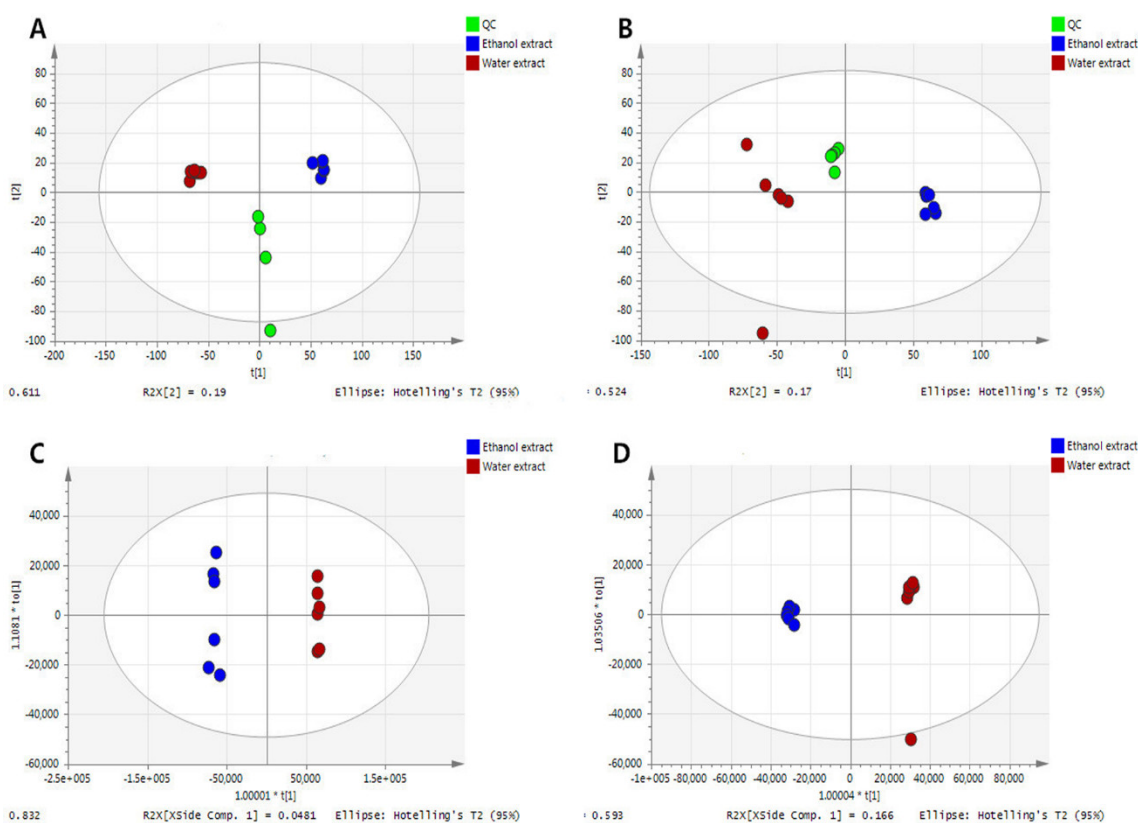 A
QC
Ethanol extract
Water extract
80
60
40
20
0
-20
-40
-60
-80
-100
t[2]
-200 -150 -100 -50 0 50 100 150
t[1]
0.611 R2X[2] = 0.19 Ellipse: Hotelling's T2 (95%)
B
QC
Ethanol extract
Water extract
80
60
40
20
0
-20
-40
-60
-80
-100
t[2]
-150 -100 -50 0 50 100
t[1]
= 0.524 R2X[2] = 0.17 Ellipse: Hotelling's T2 (95%)
C
Ethanol extract
Water extract
40,000
20,000
0
-20,000
-40,000
-60,000
1.1081 * to[1]
-2.5e+005 -1.5e+005 -50,000 50,000 1.5e+005
1.00001 * t[1]
0.832 R2X[XSide Comp. 1] = 0.0481 Ellipse: Hotelling's T2 (95%)
D
Ethanol extract
Water extract
40,000
20,000
0
-20,000
-40,000
-60,000
1.03506 * to[1]
-1e+005 -80,000 -60,000 -40,000 -20,000 0 20,000 40,000 60,000 80,000
1.00004 * t[1]
= 0.593 R2X[XSide Comp. 1] = 0.166 Ellipse: Hotelling's T2 (95%)